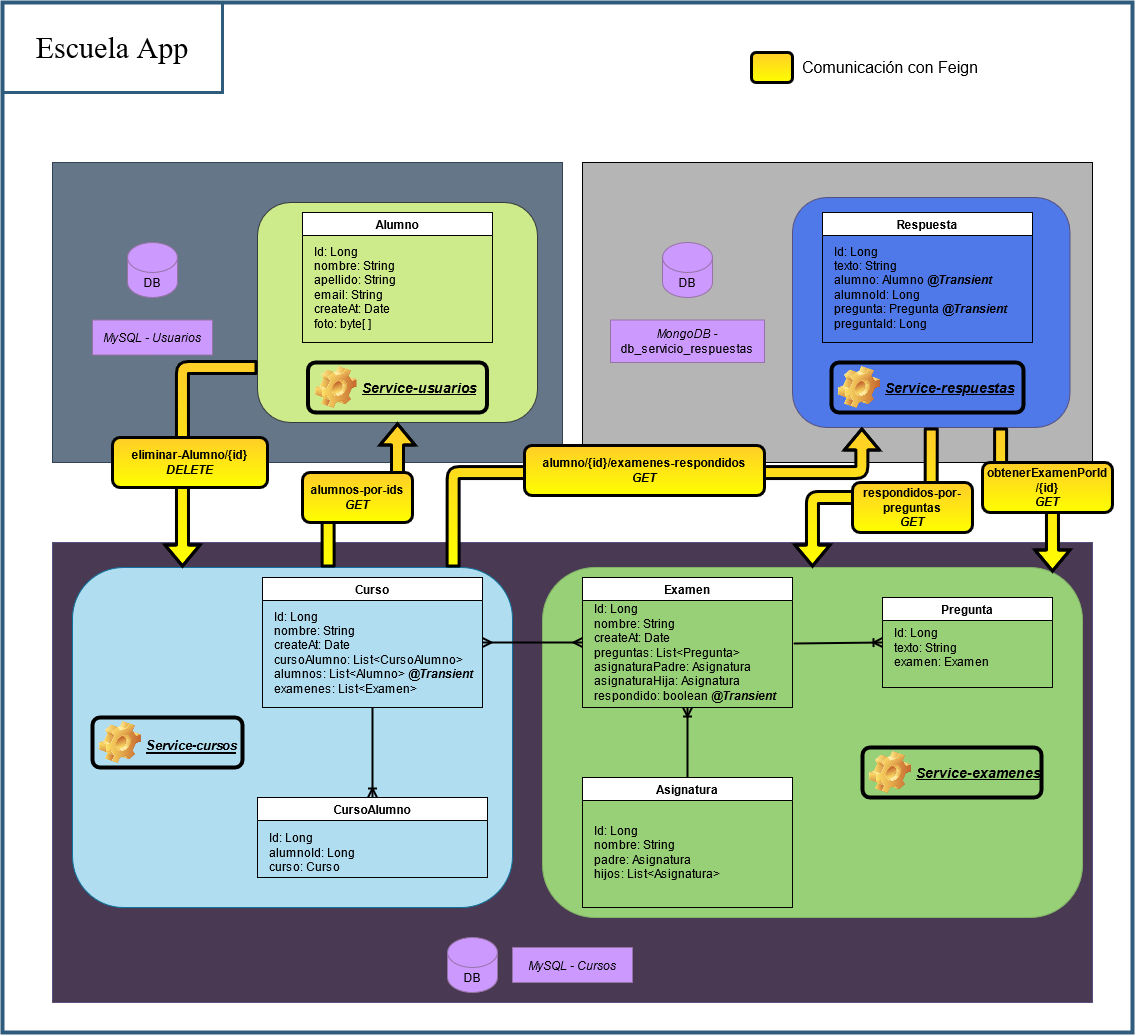 Escuela App
Comunicación con Feign
Alumno
Id: Long
nombre: String
apellido: String
email: String
createAt: Date
foto: byte[ ]
DB
MySQL - Usuarios
Service-usuarios
Respuesta
Id: Long
texto: String
alumno: Alumno @Transient
alumnoId: Long
pregunta: Pregunta @Transient
preguntaId: Long
DB
MongoDB -
db_servicio_respuestas
Service-respuestas
eliminar-Alumno/{id}
DELETE
alumnos-por-ids
GET
alumno/{id}/examenes-respondidos
GET
respondidos-por-
preguntas
GET
obtenerExamenPorId
/{id}
GET
Curso
Id: Long
nombre: String
createAt: Date
cursoAlumno: List<CursoAlumno>
alumnos: List<Alumno> @Transient
examenes: List<Examen>
Service-cursos
CursoAlumno
Id: Long
alumnoId: Long
curso: Curso
Examen
Id: Long
nombre: String
createAt: Date
preguntas: List<Pregunta>
asignaturaPadre: Asignatura
asignaturaHija: Asignatura
respondido: boolean @Transient
Pregunta
Id: Long
texto: String
examen: Examen
Service-examenes
Asignatura
Id: Long
nombre: String
padre: Asignatura
hijos: List<Asignatura>
DB
MySQL - Cursos